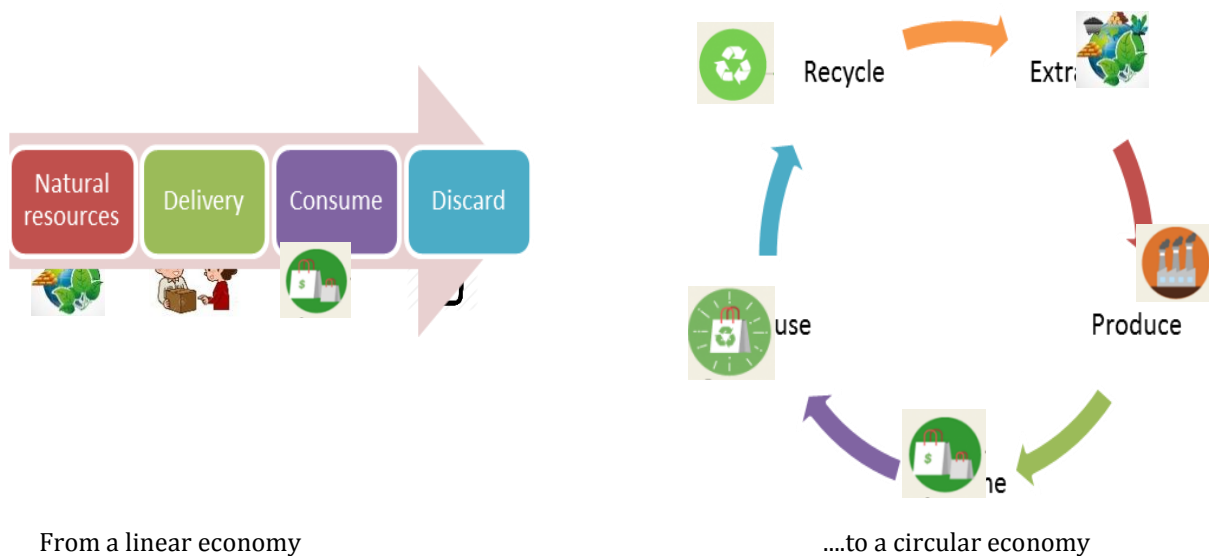 Natural
resources
Delivery
Consume
Discard
From a linear economy
Recycle
Extra
Produce
use
ne
....to a circular economy